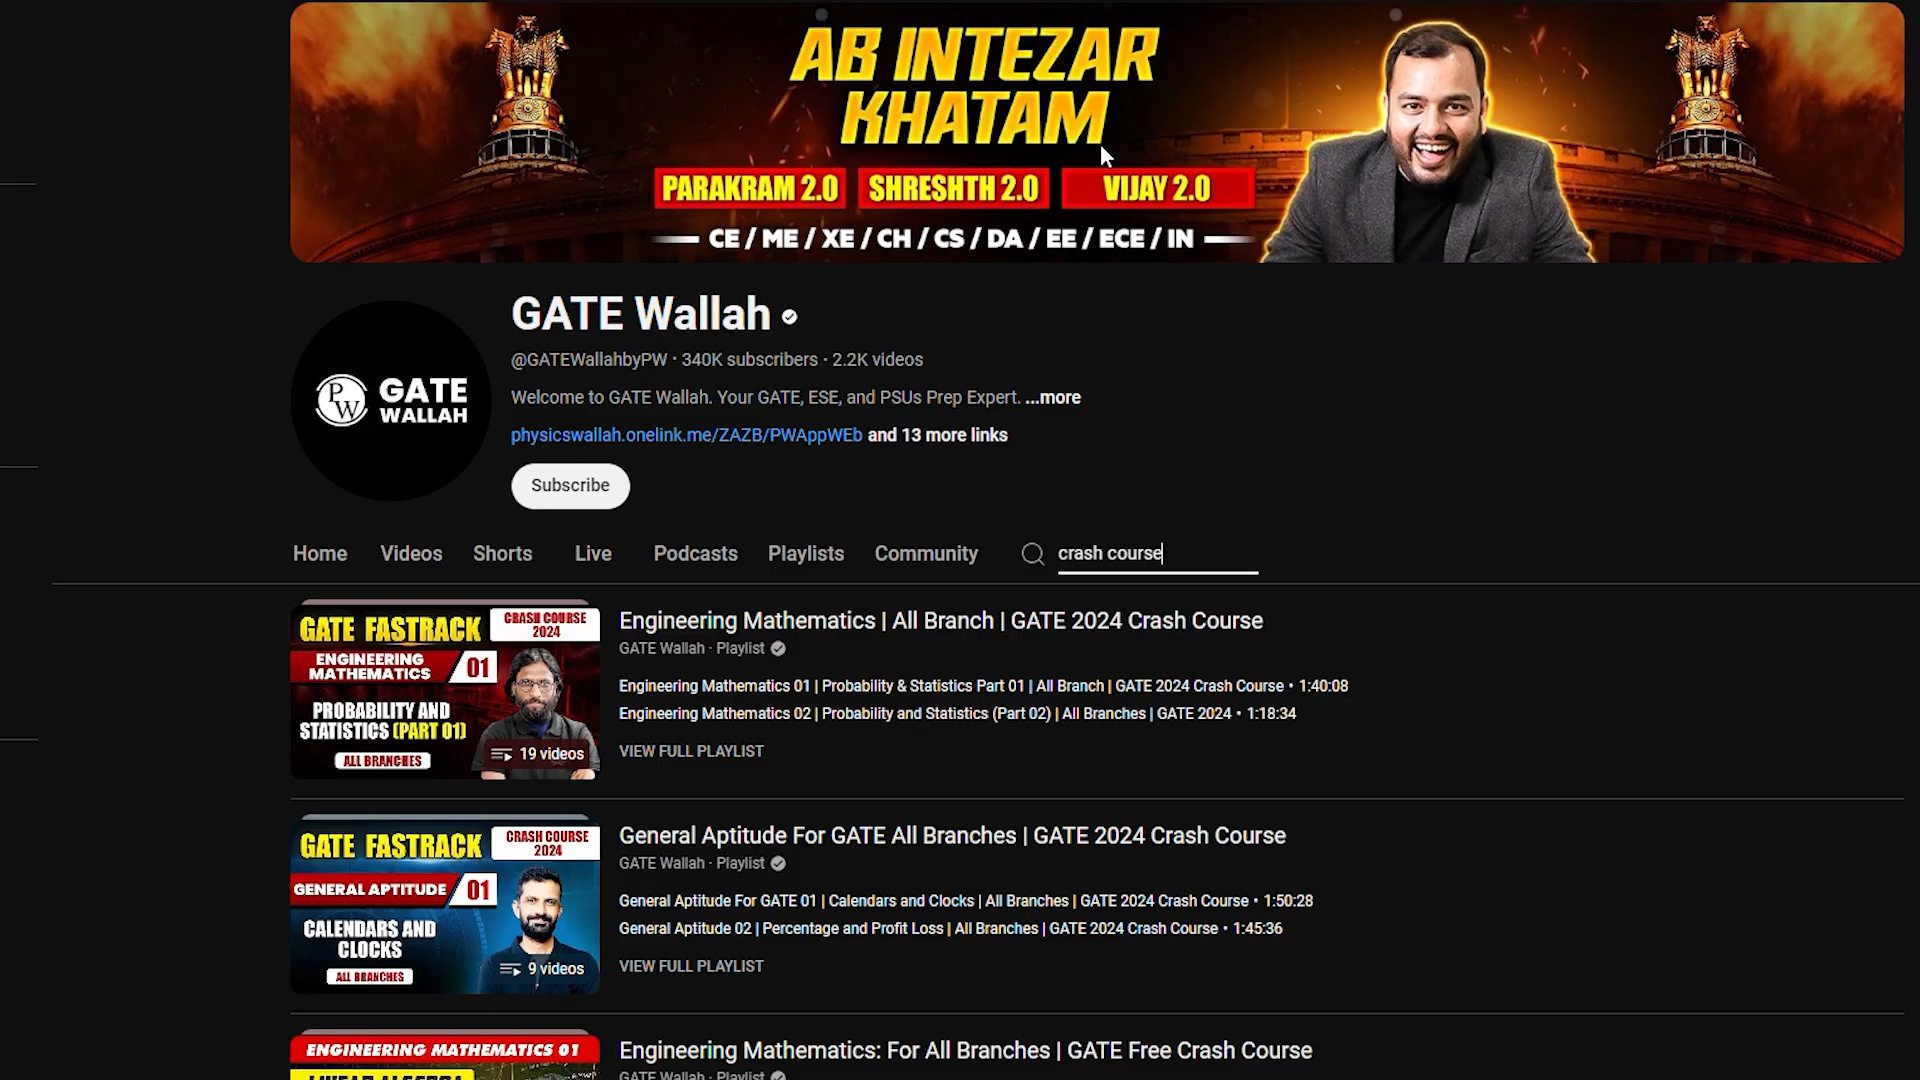 AB INTEZAR
KHATAM
PARAKRAM 2.0 SHRESHTH 2.0 VIJAY 2.0
CE / ME / XE / CH / CS / DA / EE / ECE / IN
PW GATE
WALLAH
GATE Wallah
@GATEWallahbyPW · 340K subscribers · 2.2K videos
Welcome to GATE Wallah. Your GATE, ESE, and PSUs Prep Expert. ...more
physicswallah.onelink.me/ZAZB/PWAppWEb and 13 more links
Subscribe
Home Videos Shorts Live Podcasts Playlists Community crash course
GATE FASTRACK
CRASH COURSE
2024
ENGINEERING
MATHEMATICS
01
PROBABILITY AND
STATISTICS (PART 01)
ALL BRANCHES
19 videos
Engineering Mathematics | All Branch | GATE 2024 Crash Course
GATE Wallah · Playlist
Engineering Mathematics 01 | Probability & Statistics Part 01 | All Branch | GATE 2024 Crash Course • 1:40:08
Engineering Mathematics 02 | Probability and Statistics (Part 02) | All Branches | GATE 2024 • 1:18:34
VIEW FULL PLAYLIST
GATE FASTRACK
CRASH COURSE
2024
GENERAL APTITUDE 01
CALENDARS AND
CLOCKS
ALL BRANCHES
9 videos
General Aptitude For GATE All Branches | GATE 2024 Crash Course
GATE Wallah · Playlist
General Aptitude For GATE 01 | Calendars and Clocks | All Branches | GATE 2024 Crash Course • 1:50:28
General Aptitude 02 | Percentage and Profit Loss | All Branches | GATE 2024 Crash Course • 1:45:36
VIEW FULL PLAYLIST
ENGINEERING MATHEMATICS 01
LINEAR ALGEBRA
Engineering Mathematics: For All Branches | GATE Free Crash Course
GATE Wallah · Playlist